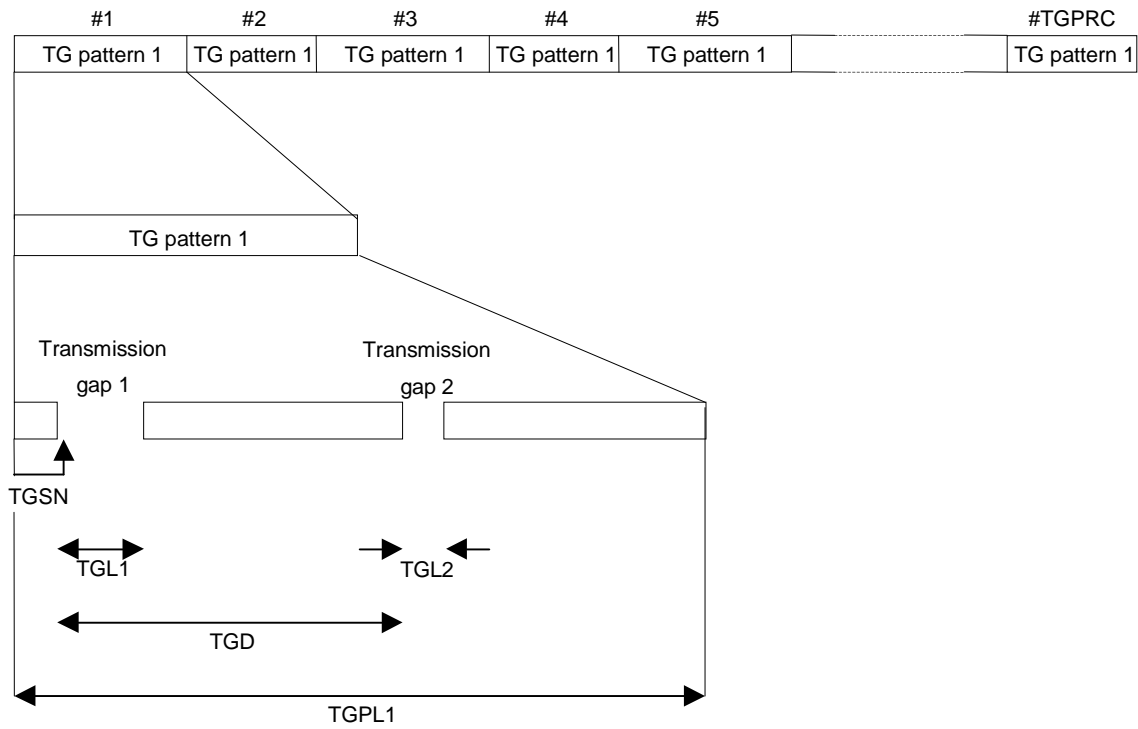 #1 #2 #3 #4 #5 #TGPRC
TG pattern 1 TG pattern 1 TG pattern 1 TG pattern 1 TG pattern 1 TG pattern 1
TG pattern 1
Transmission
gap 1
Transmission
gap 2
TGSN
TGL1
TGL2
TGD
TGPL1